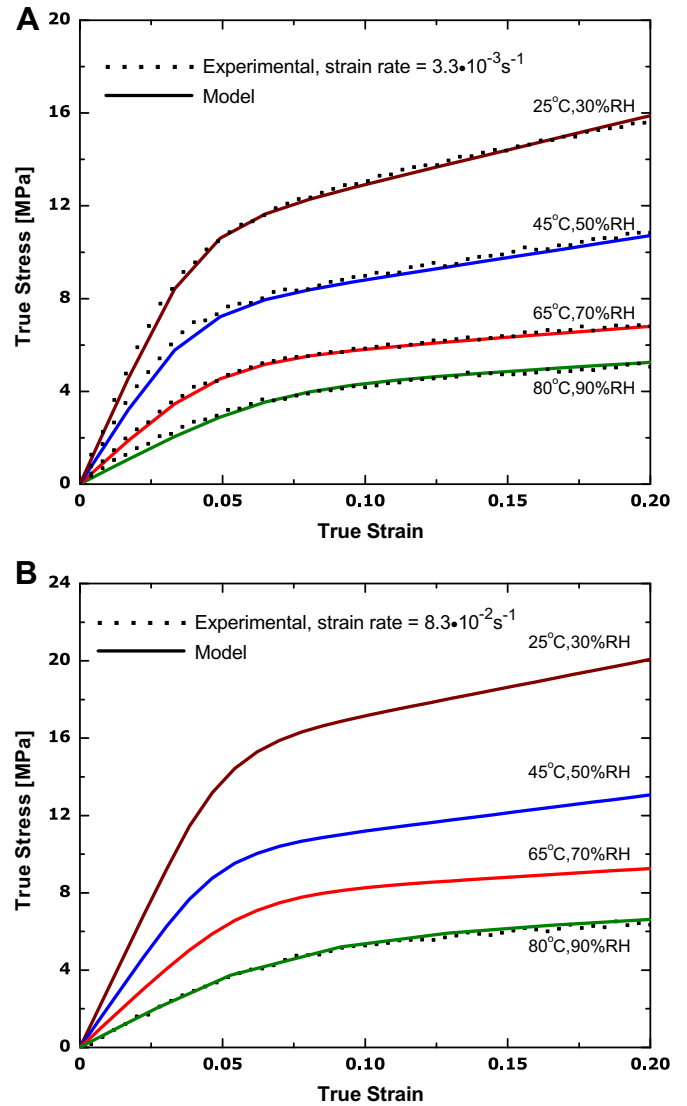 A
20
16
12
8
4
0
True Stress [MPa]
Experimental, strain rate = 3.3•10⁻³s⁻¹
Model
25°C,30%RH
45°C,50%RH
65°C,70%RH
80°C,90%RH
0 0.05 0.10 0.15 0.20
True Strain
B
24
20
16
12
8
4
0
True Stress [MPa]
Experimental, strain rate = 8.3•10⁻²s⁻¹
Model
25°C,30%RH
45°C,50%RH
65°C,70%RH
80°C,90%RH
0 0.05 0.10 0.15 0.20
True Strain